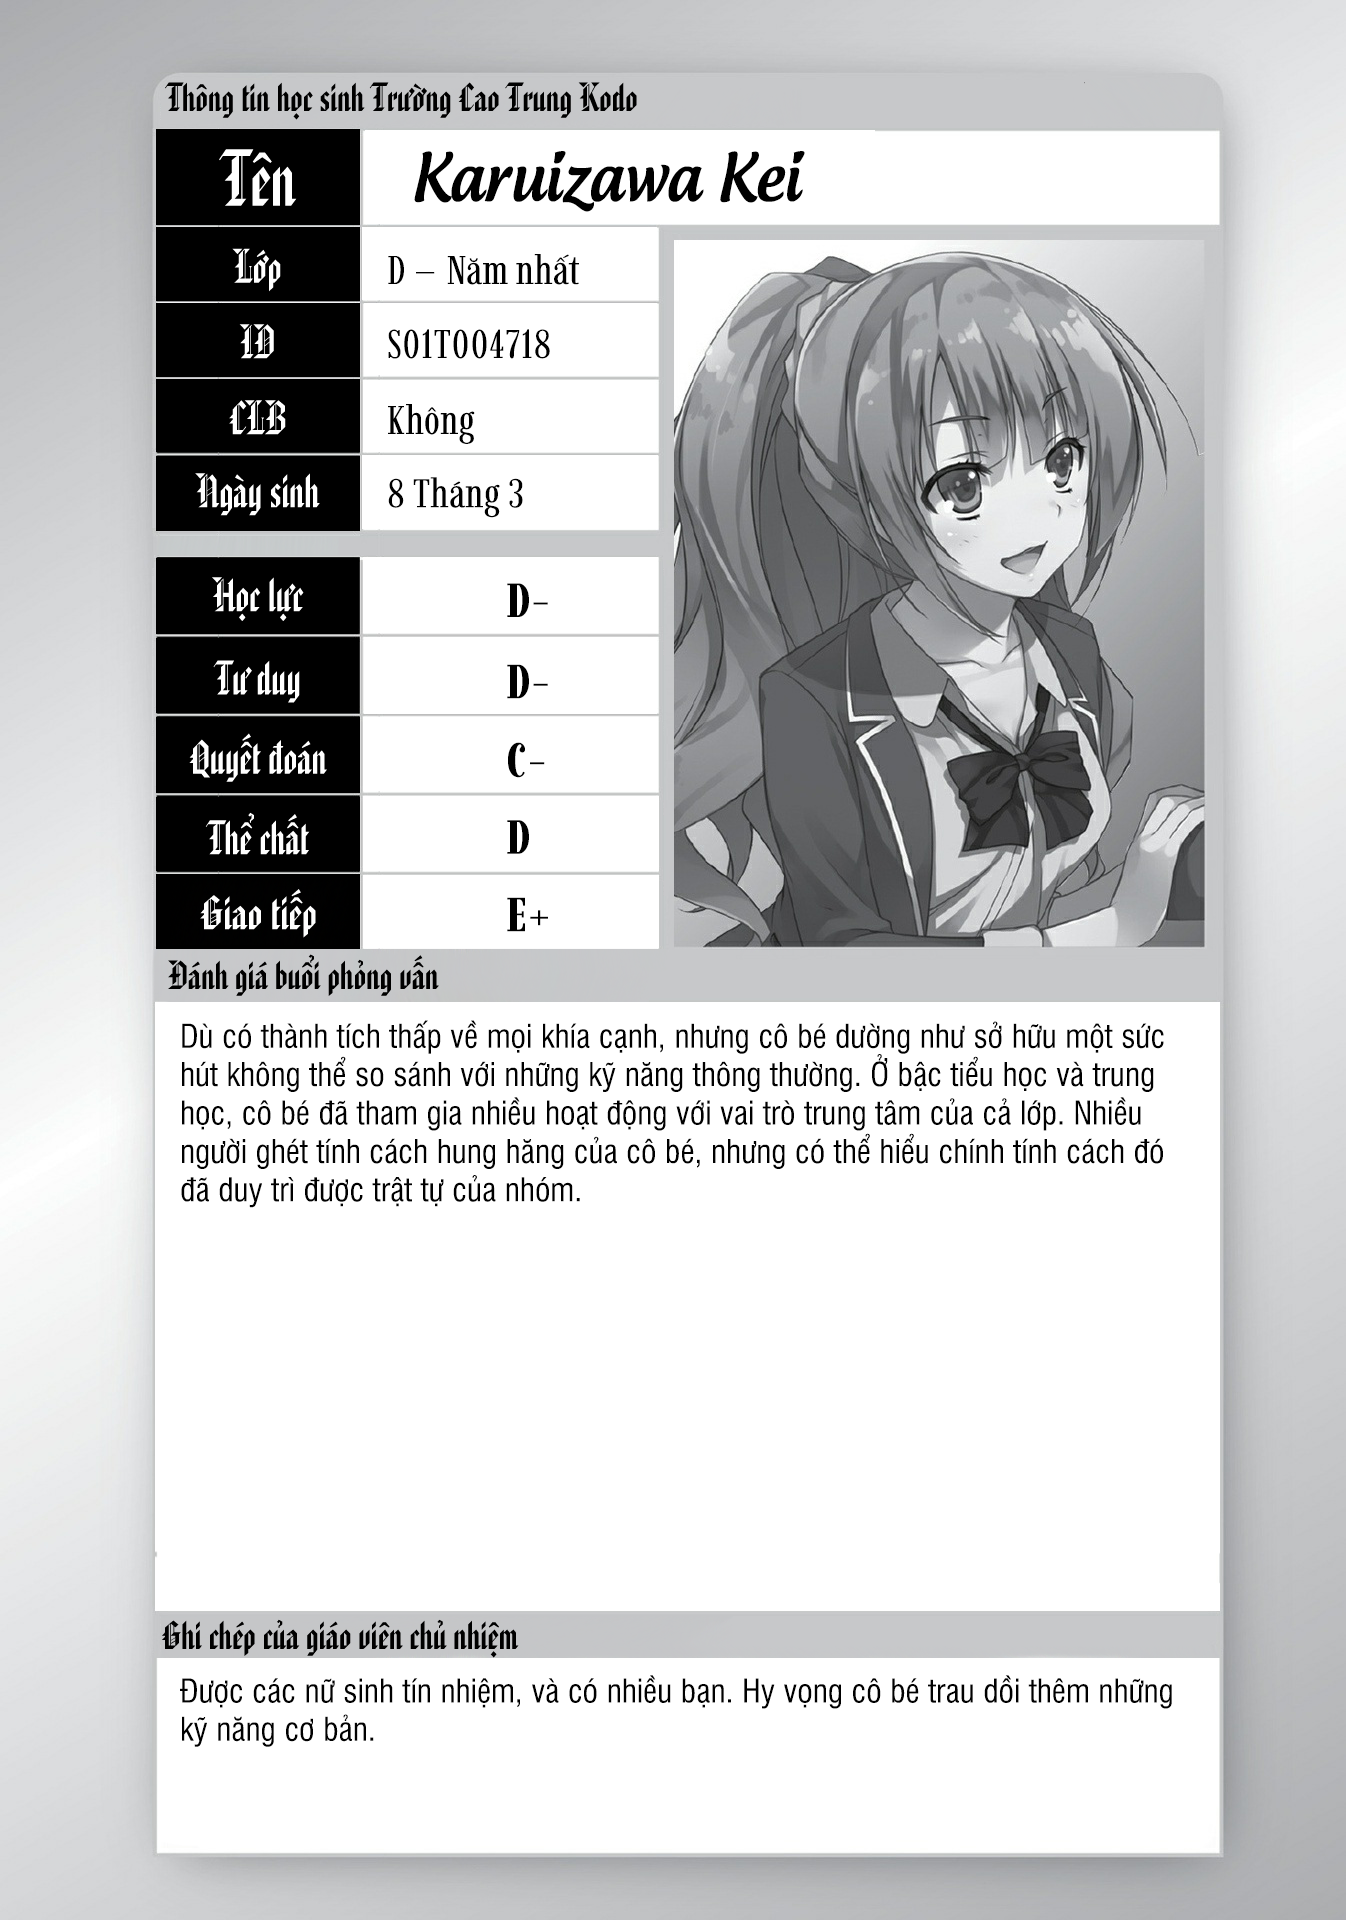 Thông tin học sinh Trường Cao Trung Kodo
Tên Karuizawa Kei
Lớp D – Năm nhất
ID S01T004718
CLB Không
Ngày sinh 8 Tháng 3
Học lực D-
Tư duy D-
Quyết đoán C-
Thể chất D
Giao tiếp E+
Đánh giá buổi phỏng vấn
Dù có thành tích thấp về mọi khía cạnh, nhưng cô bé dường như sở hữu một sức
hút không thể so sánh với những kỹ năng thông thường. Ở bậc tiểu học và trung
học, cô bé đã tham gia nhiều hoạt động với vai trò trung tâm của cả lớp. Nhiều
người ghét tính cách hung hăng của cô bé, nhưng có thể hiểu chính tính cách đó
đã duy trì được trật tự của nhóm.
Ghi chép của giáo viên chủ nhiệm
Được các nữ sinh tín nhiệm, và có nhiều bạn. Hy vọng cô bé trau dồi thêm những
kỹ năng cơ bản.